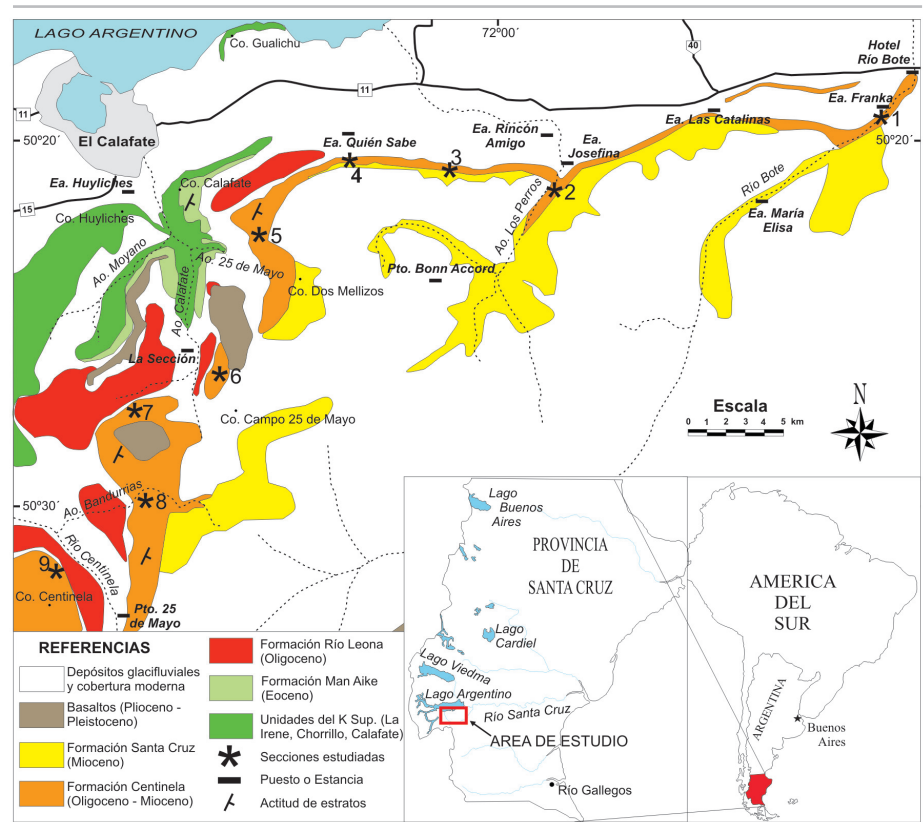 LAGO ARGENTINO
Co. Gualichu
72°00´
40
Hotel
Río Bote
11
11
El Calafate
50°20´
Ea. Quién Sabe
Ea. Rincón
Amigo
Ea.
Josefina
Ea. Las Catalinas
Ea. Franka
1
50°20´
3
4
2
Ea. Huyliches
Co. Calafate
15
Co. Huyliches
5
Ao. Los Perros
Río Bote
Ea. María
Elisa
Ao. Moyano
Ao. 25 de Mayo
Pto. Bonn Accord
Co. Dos Mellizos
Ao. Calafate
La Sección
6
7
Co. Campo 25 de Mayo
Escala
0 1 2 3 4 5 km
N
50°30´
Ao. Bandurrias
8
Río Centinela
9
Co. Centinela
Pto. 25
de Mayo
REFERENCIAS
Depósitos glacifluviales
y cobertura moderna
Basaltos (Plioceno -
Pleistoceno)
Formación Santa Cruz
(Mioceno)
Formación Centinela
(Oligoceno - Mioceno)
Formación Río Leona
(Oligoceno)
Formación Man Aike
(Eoceno)
Unidades del K Sup. (La
Irene, Chorrillo, Calafate)
Secciones estudiadas
Puesto o Estancia
Actitud de estratos
Lago
Buenos
Aires
PROVINCIA
DE
SANTA CRUZ
Lago
Cardiel
Lago Viedma
Lago Argentino
Río Santa Cruz
AREA DE ESTUDIO
Río Gallegos
AMERICA
DEL
SUR
ARGENTINA
Buenos
Aires